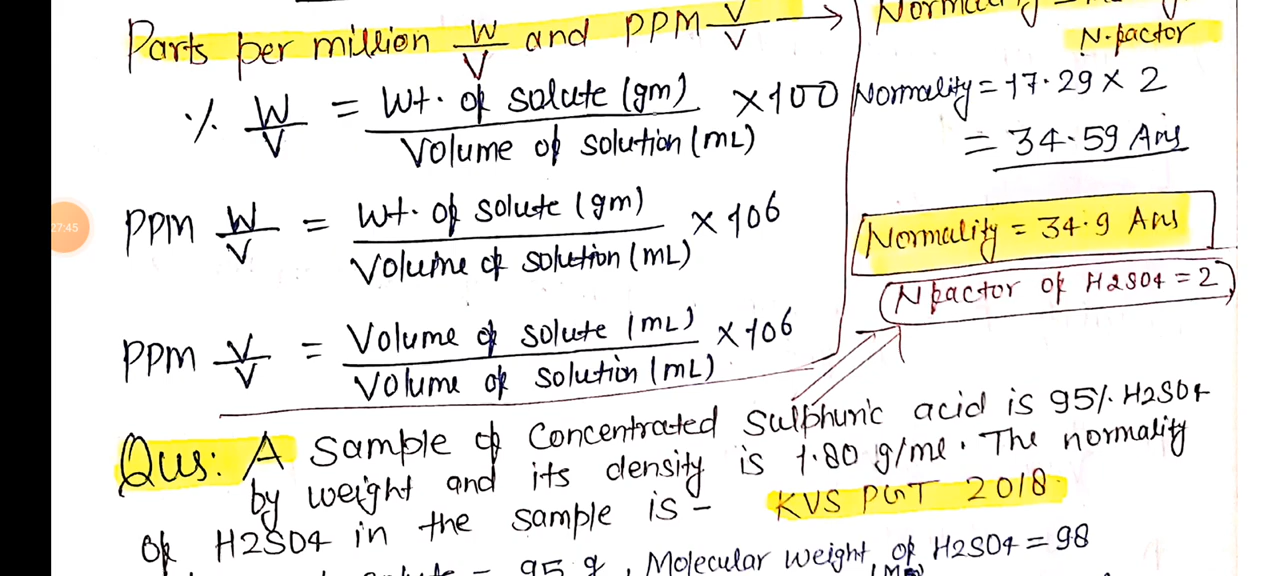 Parts per million W/V and PPM V/V →
% W/V = Wt. of solute (gm) / Volume of solution (mL) × 100
PPM W/V = Wt. of solute (gm) / Volume of solution (mL) × 10⁶
PPM V/V = Volume of solute (mL) / Volume of solution (mL) × 10⁶
N-factor
Normality = 17.29 × 2
= 34.59 Ans
Normality = 34.9 Ans
N factor of H2SO4 = 2
27:45
Qus: A sample of concentrated sulphuric acid is 95% H2SO4
by weight and its density is 1.80 g/ml. The normality
of H2SO4 in the sample is - KVS PGT 2018
95 g, Molecular weight of H2SO4 = 98